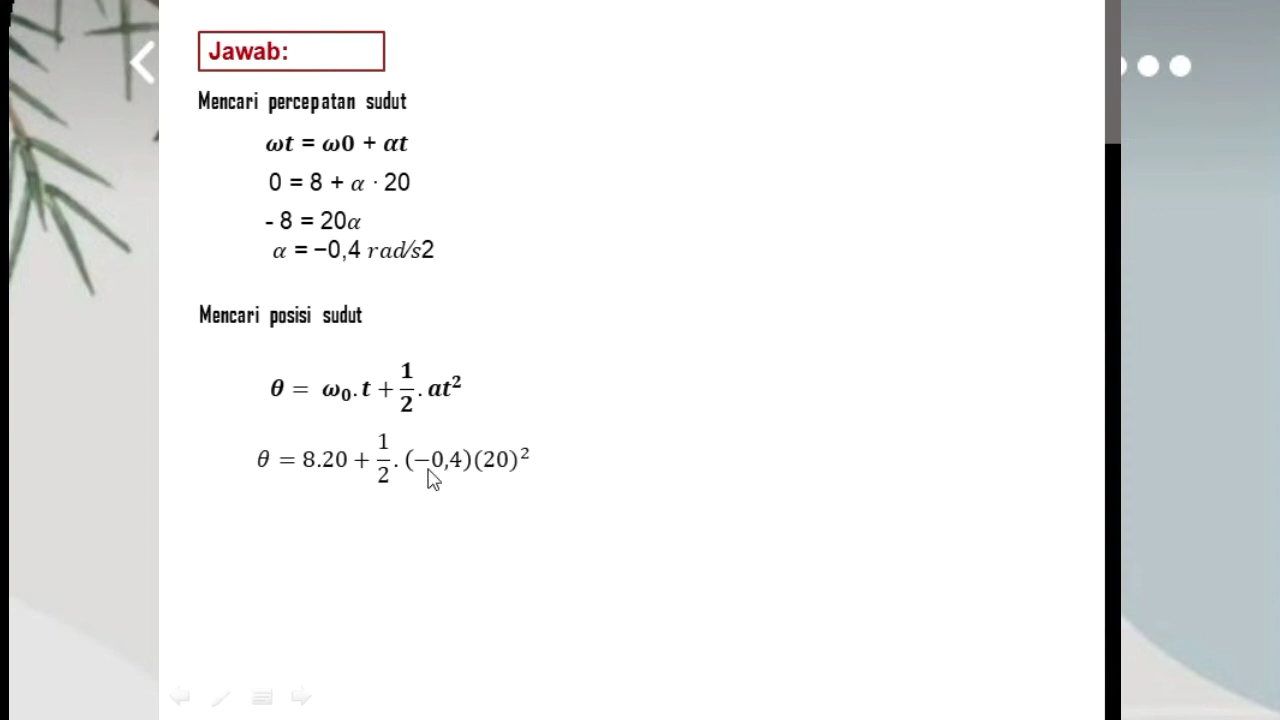 Jawab:
Mencari percepatan sudut
ωt = ω0 + αt
0 = 8 + α · 20
- 8 = 20α
α = −0,4 rad/s2
Mencari posisi sudut
θ = ω₀.t + 1/2 . at²
θ = 8.20 + 1/2 . (−0,4)(20)²